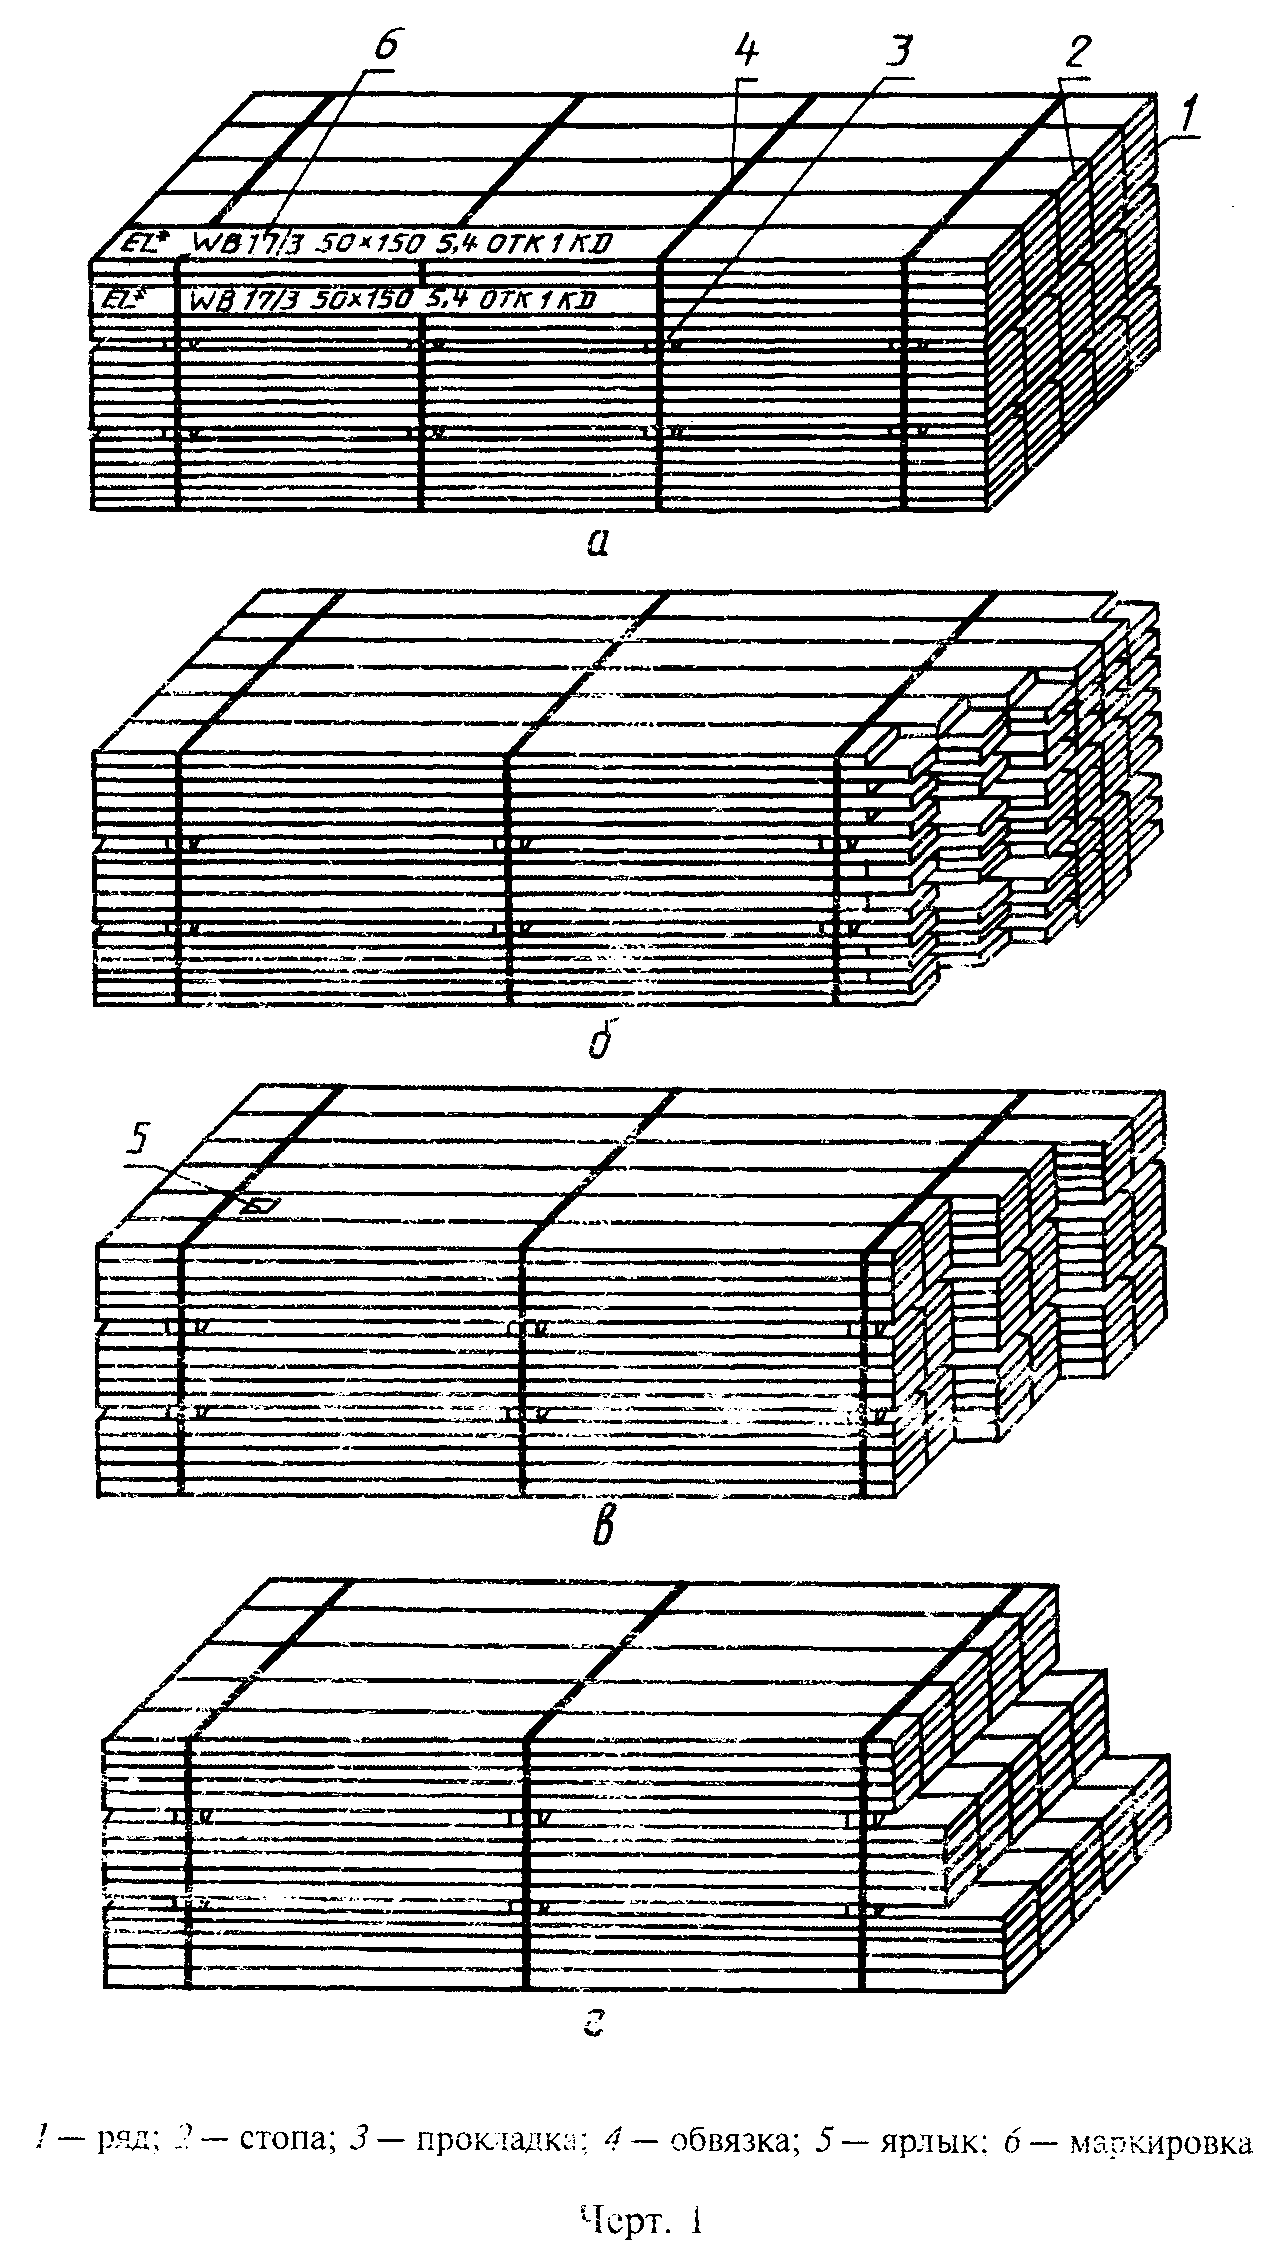 6 4 3 2
1
EL* WB 17/3 50×150 5,4 ОТК 1 KD
EL* WB 17/3 50×150 5,4 ОТК 1 KD
а
б
5
в
г
1 — ряд; 2 — стопа; 3 — прокладка; 4 — обвязка; 5 — ярлык; 6 — маркировка
Черт. 1